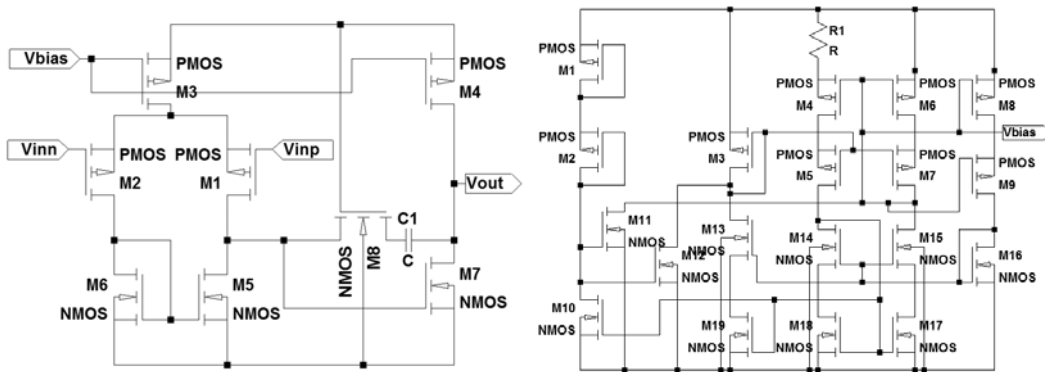 Vbias
PMOS
M3
PMOS
M4
Vinn
PMOS
M2
PMOS
M1
Vinp
Vout
C1
C
NMOS
M8
M6
NMOS
M5
NMOS
M7
NMOS
R1
R
PMOS
M1
PMOS
M4
PMOS
M6
PMOS
M8
Vbias
PMOS
M2
PMOS
M3
PMOS
M5
PMOS
M7
PMOS
M9
M11
NMOS
M12
NMOS
M13
NMOS
M14
NMOS
M15
NMOS
M16
NMOS
M10
NMOS
M19
NMOS
M18
NMOS
M17
NMOS